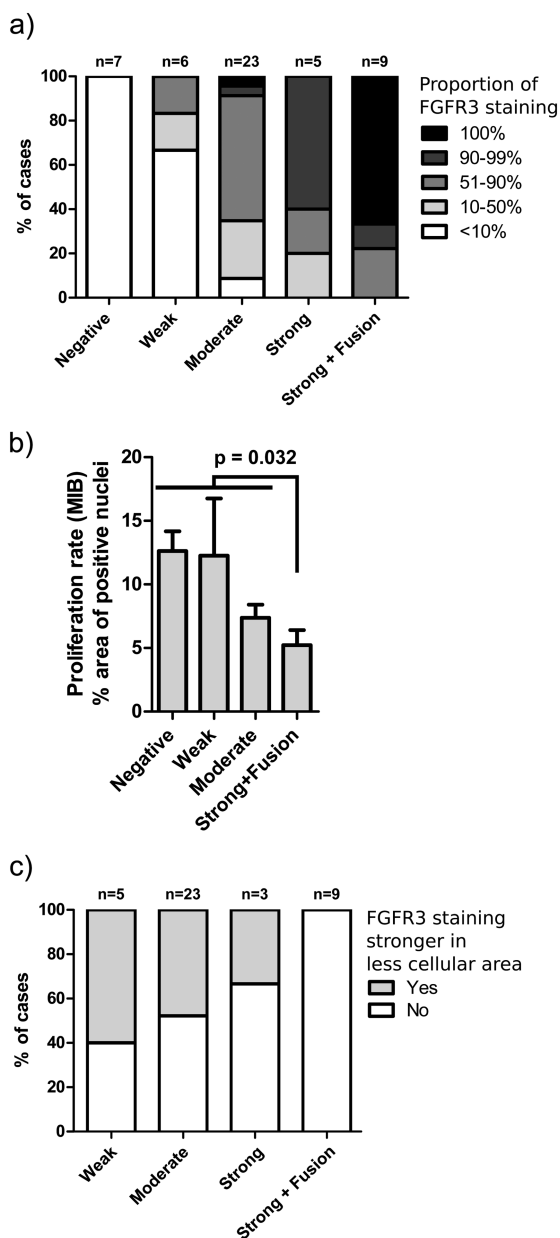 a)
n=7 n=6 n=23 n=5 n=9
100
80
60
40
20
0
% of cases
Negative
Weak
Moderate
Strong
Strong + Fusion
Proportion of
FGFR3 staining
100%
90-99%
51-90%
10-50%
<10%
b)
p = 0.032
20
15
10
5
0
Proliferation rate (MIB)
% area of positive nuclei
Negative
Weak
Moderate
Strong+Fusion
c)
n=5 n=23 n=3 n=9
100
80
60
40
20
0
% of cases
Weak
Moderate
Strong
Strong + Fusion
FGFR3 staining
stronger in
less cellular area
Yes
No